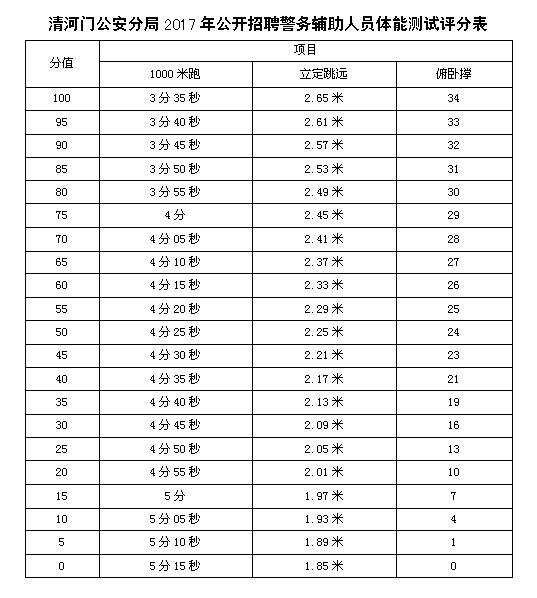 清河门公安分局 2017 年公开招聘警务辅助人员体能测试评分表
分值 项目
1000 米跑 立定跳远 俯卧撑
100 3 分 35 秒 2.65 米 34
95 3 分 40 秒 2.61 米 33
90 3 分 45 秒 2.57 米 32
85 3 分 50 秒 2.53 米 31
80 3 分 55 秒 2.49 米 30
75 4 分 2.45 米 29
70 4 分 05 秒 2.41 米 28
65 4 分 10 秒 2.37 米 27
60 4 分 15 秒 2.33 米 26
55 4 分 20 秒 2.29 米 25
50 4 分 25 秒 2.25 米 24
45 4 分 30 秒 2.21 米 23
40 4 分 35 秒 2.17 米 21
35 4 分 40 秒 2.13 米 19
30 4 分 45 秒 2.09 米 16
25 4 分 50 秒 2.05 米 13
20 4 分 55 秒 2.01 米 10
15 5 分 1.97 米 7
10 5 分 05 秒 1.93 米 4
5 5 分 10 秒 1.89 米 1
0 5 分 15 秒 1.85 米 0